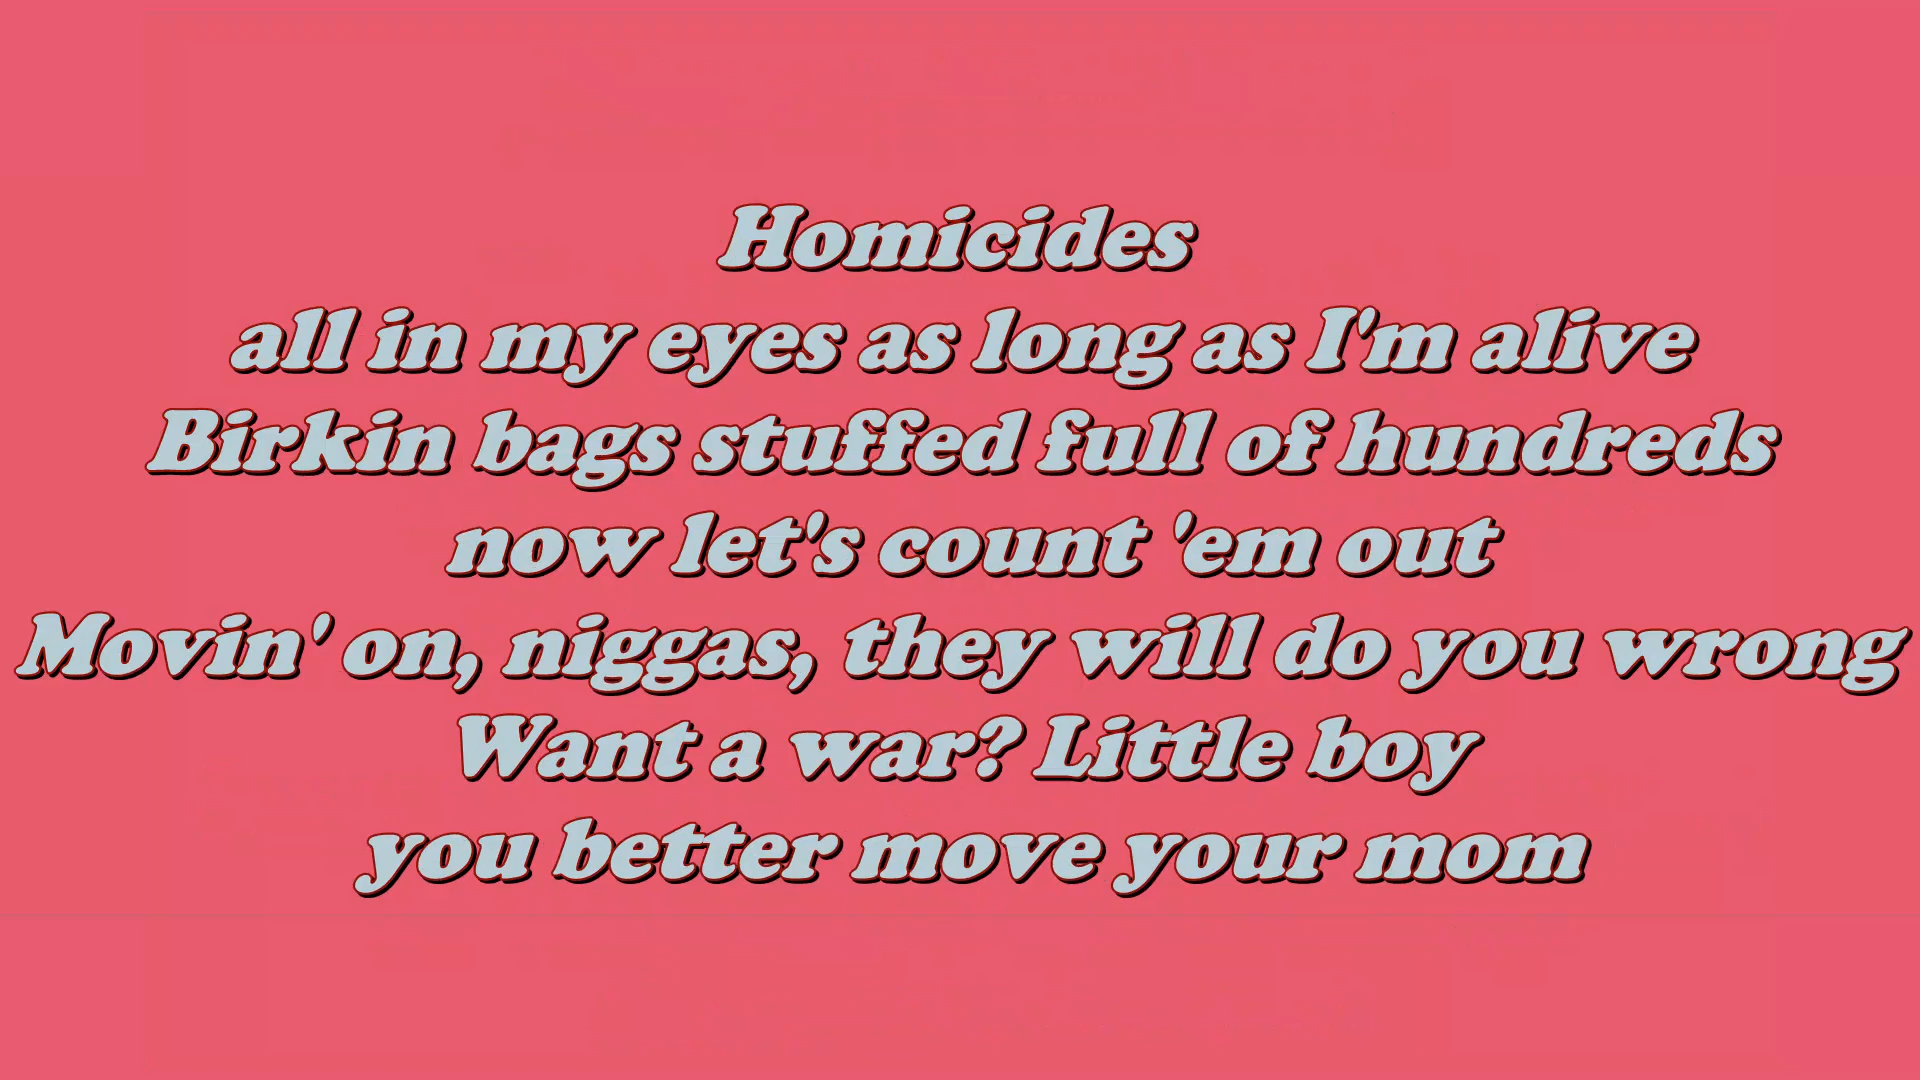 Homicides
all in my eyes as long as I'm alive
Birkin bags stuffed full of hundreds
now let's count 'em out
Movin' on, niggas, they will do you wrong
Want a war? Little boy
you better move your mom